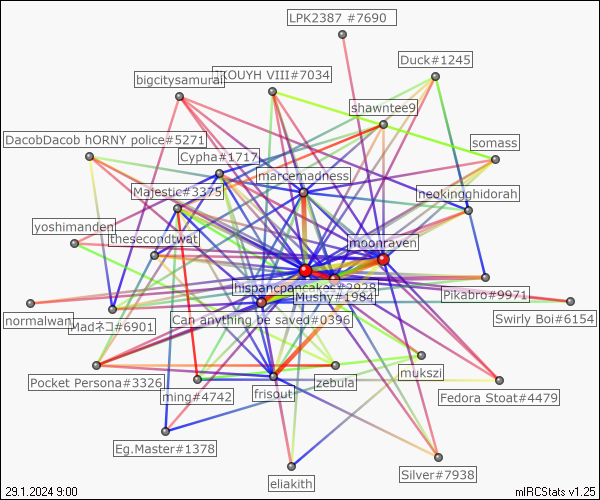 LPK2387 #7690
Duck#1245
KOUYH VIII#7034
bigcitysamurai
shawntee9
DacobDacob hORNY police#5271
somass
Cypha#1717
marcemadness
Majestic#3375
neokingghidorah
yoshimanden
thesecondtwat
moonraven
hispancpancakes#3928
Pikabro#9971
Mushy#1984
normalwan
Madネコ#6901
Can anything be saved#0396
Swirly Boi#6154
Pocket Persona#3326
zebula
mukszi
ming#4742
frisout
Fedora Stoat#4479
Eg.Master#1378
Silver#7938
eliakith
29.1.2024 9:00
mIRCStats v1.25